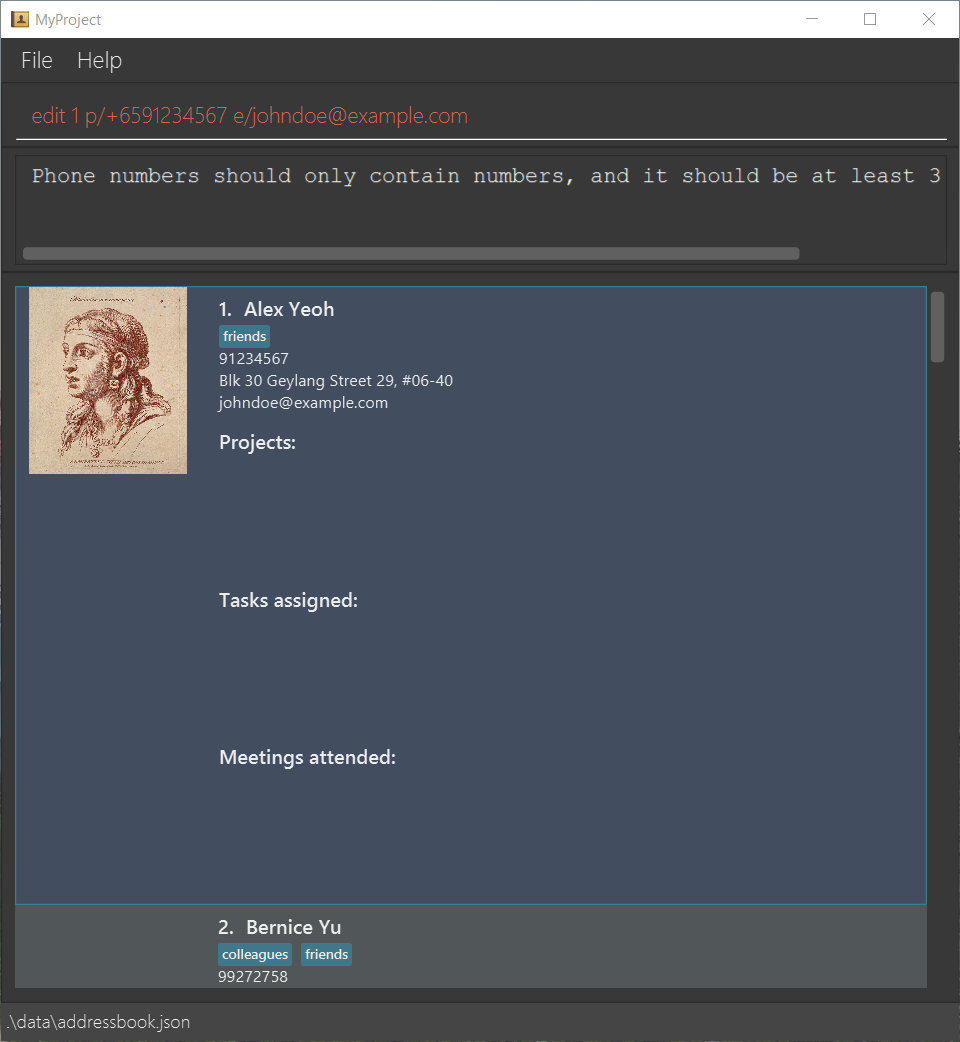 MyProject
File Help
edit 1 p/+6591234567 e/johndoe@example.com
Phone numbers should only contain numbers, and it should be at least 3
1. Alex Yeoh
friends
91234567
Blk 30 Geylang Street 29, #06-40
johndoe@example.com
Projects:
Tasks assigned:
Meetings attended:
2. Bernice Yu
colleagues friends
99272758
.\data\addressbook.json